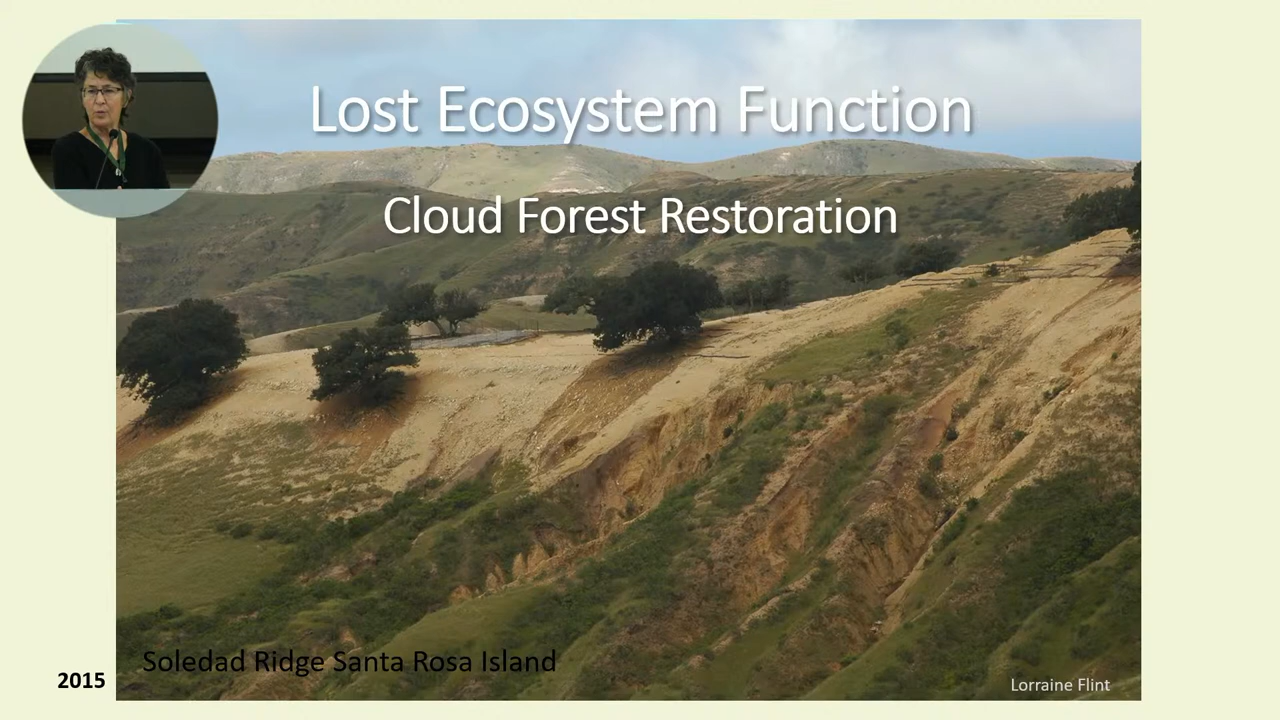 Lost Ecosystem Function
Cloud Forest Restoration
Soledad Ridge Santa Rosa Island
2015
Lorraine Flint